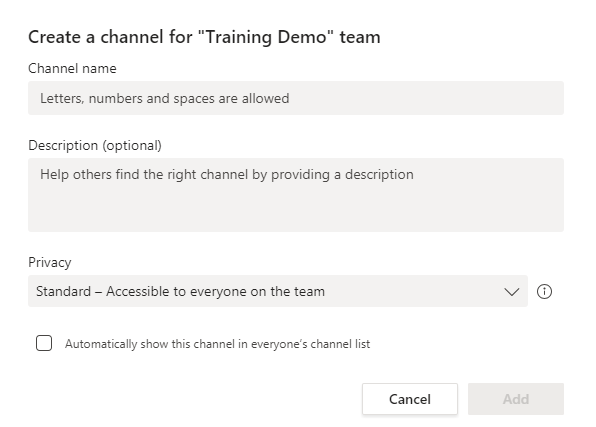 Create a channel for "Training Demo" team
Channel name
Letters, numbers and spaces are allowed
Description (optional)
Help others find the right channel by providing a description
Privacy
Standard – Accessible to everyone on the team
Automatically show this channel in everyone’s channel list
Cancel
Add